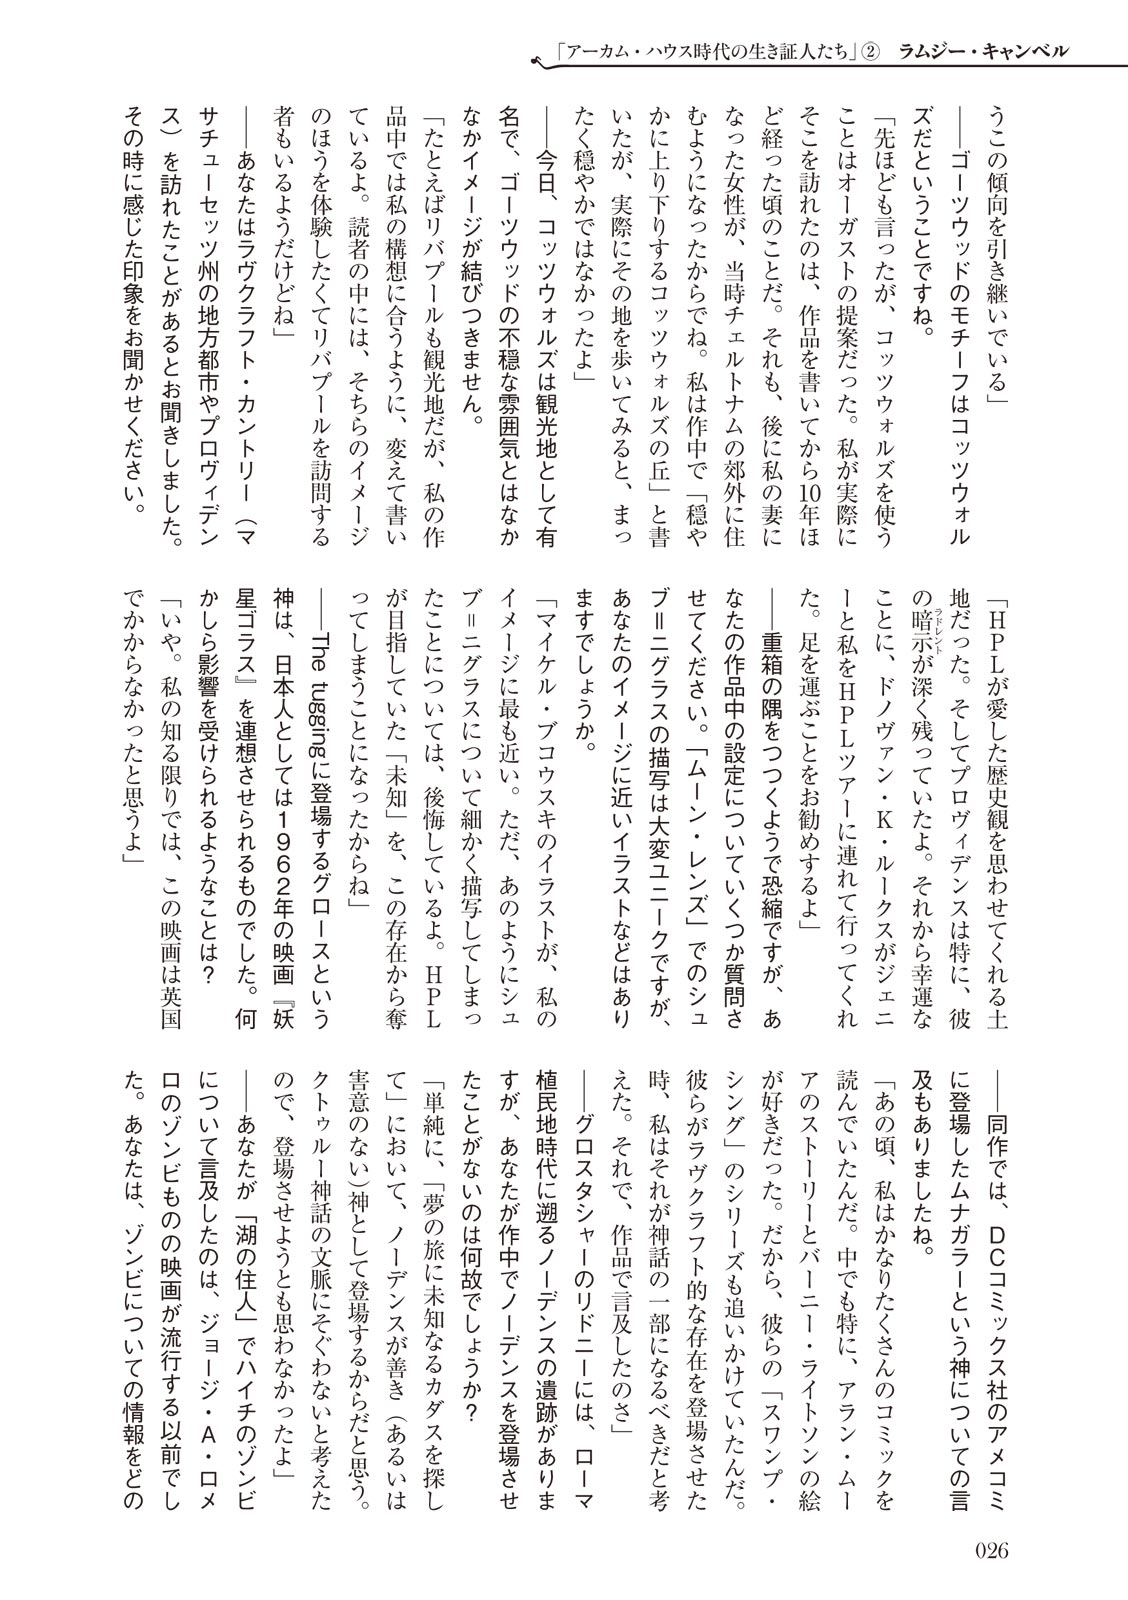 「アーカム・ハウス時代の生き証人たち」② ラムジー・キャンベル
うこの傾向を引き継いでいる」
――ゴーツウッドのモチーフはコッツウォル
ズだということですね。
「先ほども言ったが、コッツウォルズを使う
ことはオーガストの提案だった。私が実際に
そこを訪れたのは、作品を書いてから10年ほ
ど経った頃のことだ。それも、後に私の妻に
なった女性が、当時チェルトナムの郊外に住
むようになったからでね。私は作中で「穏や
かに上り下りするコッツウォルズの丘」と書
いたが、実際にその地を歩いてみると、まっ
たく穏やかではなかったよ」
――今日、コッツウォルズは観光地として有
名で、ゴーツウッドの不穏な雰囲気とはなか
なかイメージが結びつきません。
「たとえばリバプールも観光地だが、私の作
品中では私の構想に合うように、変えて書い
ているよ。読者の中には、そちらのイメージ
のほうを体験したくてリバプールを訪問する
者もいるようだけどね」
――あなたはラヴクラフト・カントリー（マ
サチューセッツ州の地方都市やプロヴィデン
ス）を訪れたことがあるとお聞きしました。
その時に感じた印象をお聞かせください。
「HPLが愛した歴史観を思わせてくれる土
地だった。そしてプロヴィデンスは特に、彼
の暗示が深く残っていたよ。それから幸運な
ラドレント
ことに、ドノヴァン・K・ルークスがジェニ
ーと私をHPLツアーに連れて行ってくれ
た。足を運ぶことをお勧めするよ」
――重箱の隅をつつくようで恐縮ですが、あ
なたの作品中の設定についていくつか質問さ
せてください。「ムーン・レンズ」でのシュ
ブ＝ニグラスの描写は大変ユニークですが、
あなたのイメージに近いイラストなどはあり
ますでしょうか。
「マイケル・ブコウスキのイラストが、私の
イメージに最も近い。ただ、あのようにシュ
ブ＝ニグラスについて細かく描写してしまっ
たことについては、後悔しているよ。HPL
が目指していた「未知」を、この存在から奪
ってしまうことになったからね」
――The tuggingに登場するグロースという
神は、日本人としては1962年の映画『妖
星ゴラス』を連想させられるものでした。何
かしら影響を受けられるようなことは？
「いや。私の知る限りでは、この映画は英国
でかからなかったと思うよ」
――同作では、DCコミックス社のアメコミ
に登場したムナガラーという神についての言
及もありましたね。
「あの頃、私はかなりたくさんのコミックを
読んでいたんだ。中でも特に、アラン・ムー
アのストーリーとバーニー・ライトソンの絵
が好きだった。だから、彼らの「スワンプ・
シング」のシリーズも追いかけていたんだ。
彼らがラヴクラフト的な存在を登場させた
時、私はそれが神話の一部になるべきだと考
えた。それで、作品で言及したのさ」
――グロスタシャーのリドニーには、ローマ
植民地時代に遡るノーデンスの遺跡がありま
すが、あなたが作中でノーデンスを登場させ
たことがないのは何故でしょうか？
「単純に、「夢の旅に未知なるカダスを探し
て」において、ノーデンスが善き（あるいは
害意のない）神として登場するからだと思う。
クトゥルー神話の文脈にそぐわないと考えた
ので、登場させようとも思わなかったよ」
――あなたが「湖の住人」でハイチのゾンビ
について言及したのは、ジョージ・A・ロメ
ロのゾンビものの映画が流行する以前でし
た。あなたは、ゾンビについての情報をどの
026